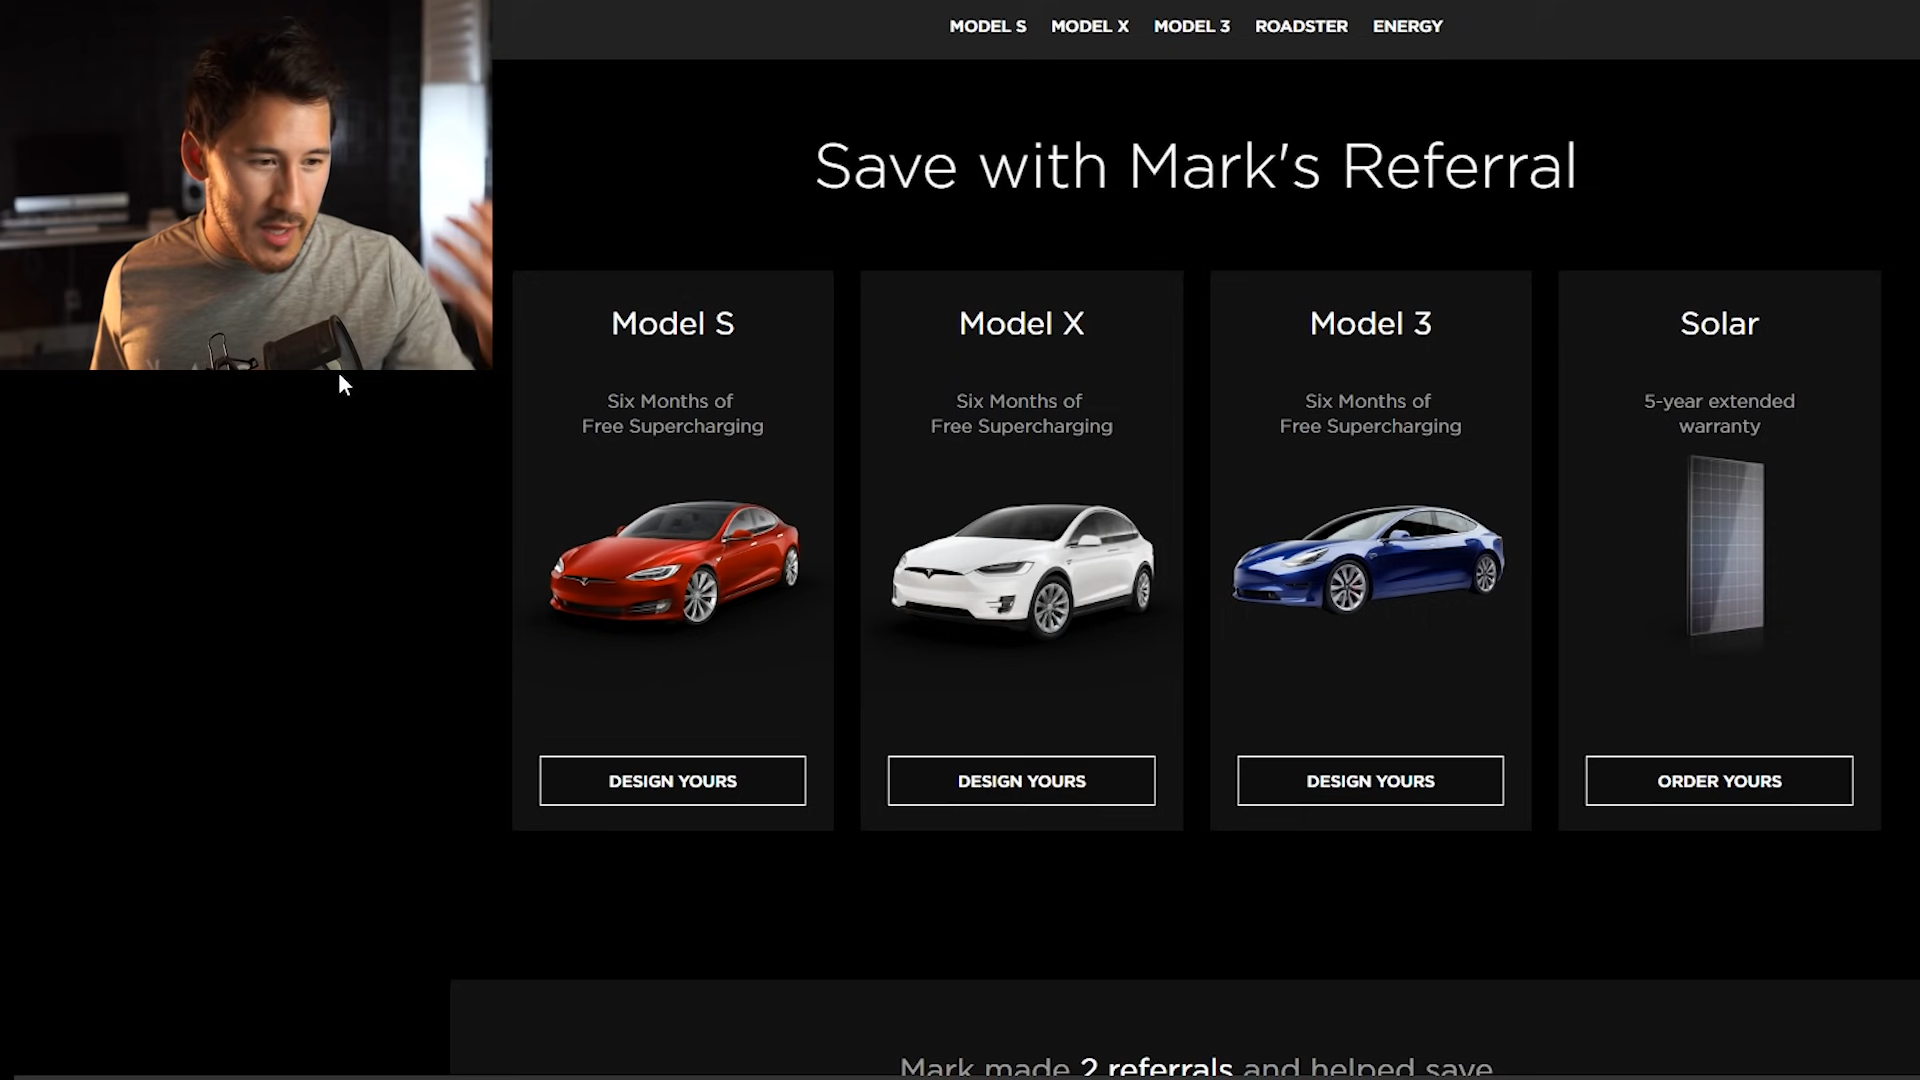 MODEL S MODEL X MODEL 3 ROADSTER ENERGY
Save with Mark's Referral
Model S
Six Months of
Free Supercharging
DESIGN YOURS
Model X
Six Months of
Free Supercharging
DESIGN YOURS
Model 3
Six Months of
Free Supercharging
DESIGN YOURS
Solar
5-year extended
warranty
ORDER YOURS
Mark made 2 referrals and helped save